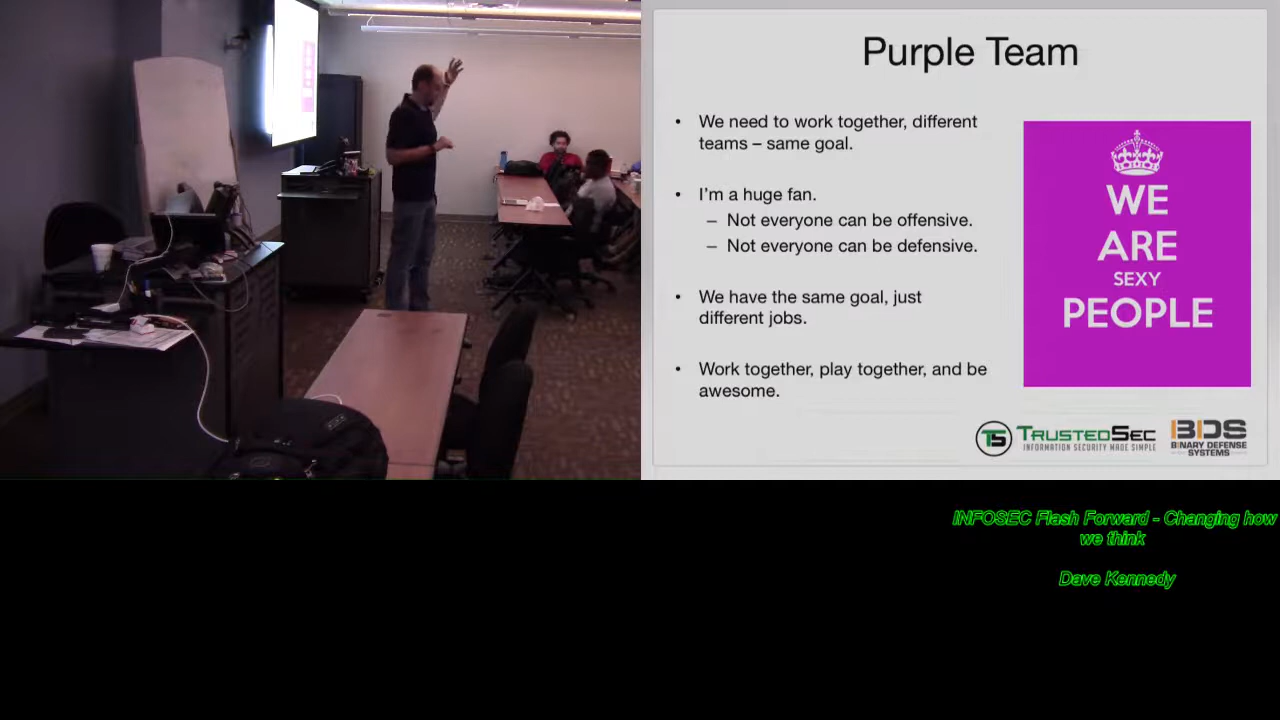 Purple Team
• We need to work together, different
teams – same goal.
• I'm a huge fan.
– Not everyone can be offensive.
– Not everyone can be defensive.
• We have the same goal, just
different jobs.
• Work together, play together, and be
awesome.
WE
ARE
SEXY
PEOPLE
TS TRUSTEDSEC
INFORMATION SECURITY MADE SIMPLE
BDS
BINARY DEFENSE
SYSTEMS
INFOSEC Flash Forward - Changing how
we think
Dave Kennedy